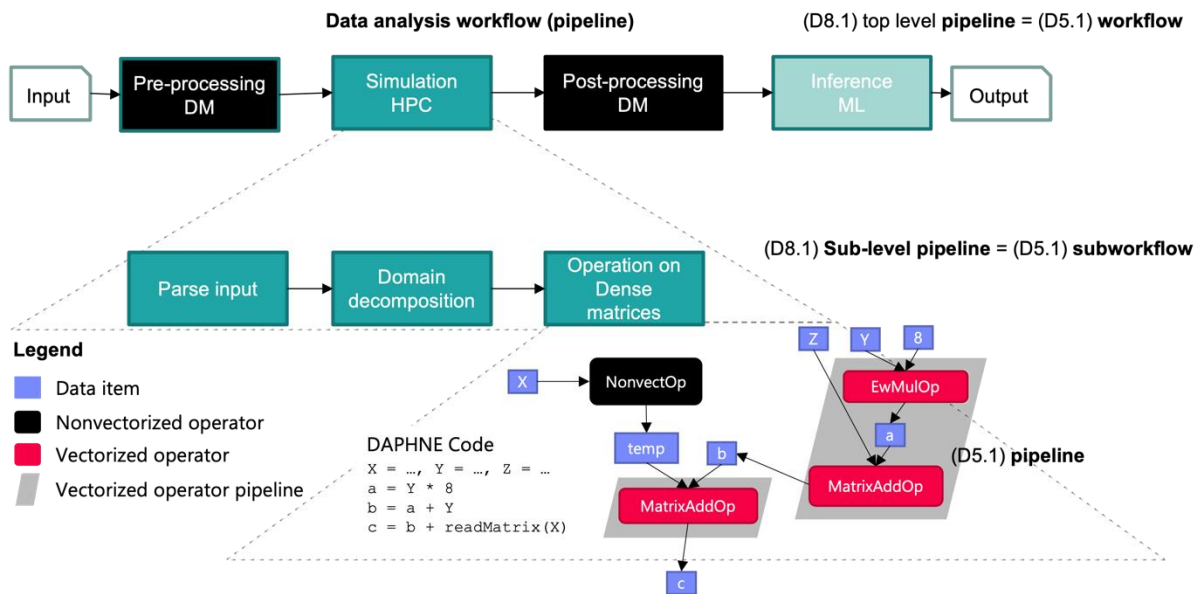 Data analysis workflow (pipeline)
(D8.1) top level pipeline = (D5.1) workflow
Input
Pre-processing
DM
Simulation
HPC
Post-processing
DM
Inference
ML
Output
(D8.1) Sub-level pipeline = (D5.1) subworkflow
Parse input
Domain
decomposition
Operation on
Dense
matrices
Legend
Data item
Nonvectorized operator
Vectorized operator
Vectorized operator pipeline
X
NonvectOp
Z
Y
8
EwMulOp
a
(D5.1) pipeline
MatrixAddOp
temp
b
MatrixAddOp
c
DAPHNE Code
X = …, Y = …, Z = …
a = Y * 8
b = a + Y
c = b + readMatrix(X)